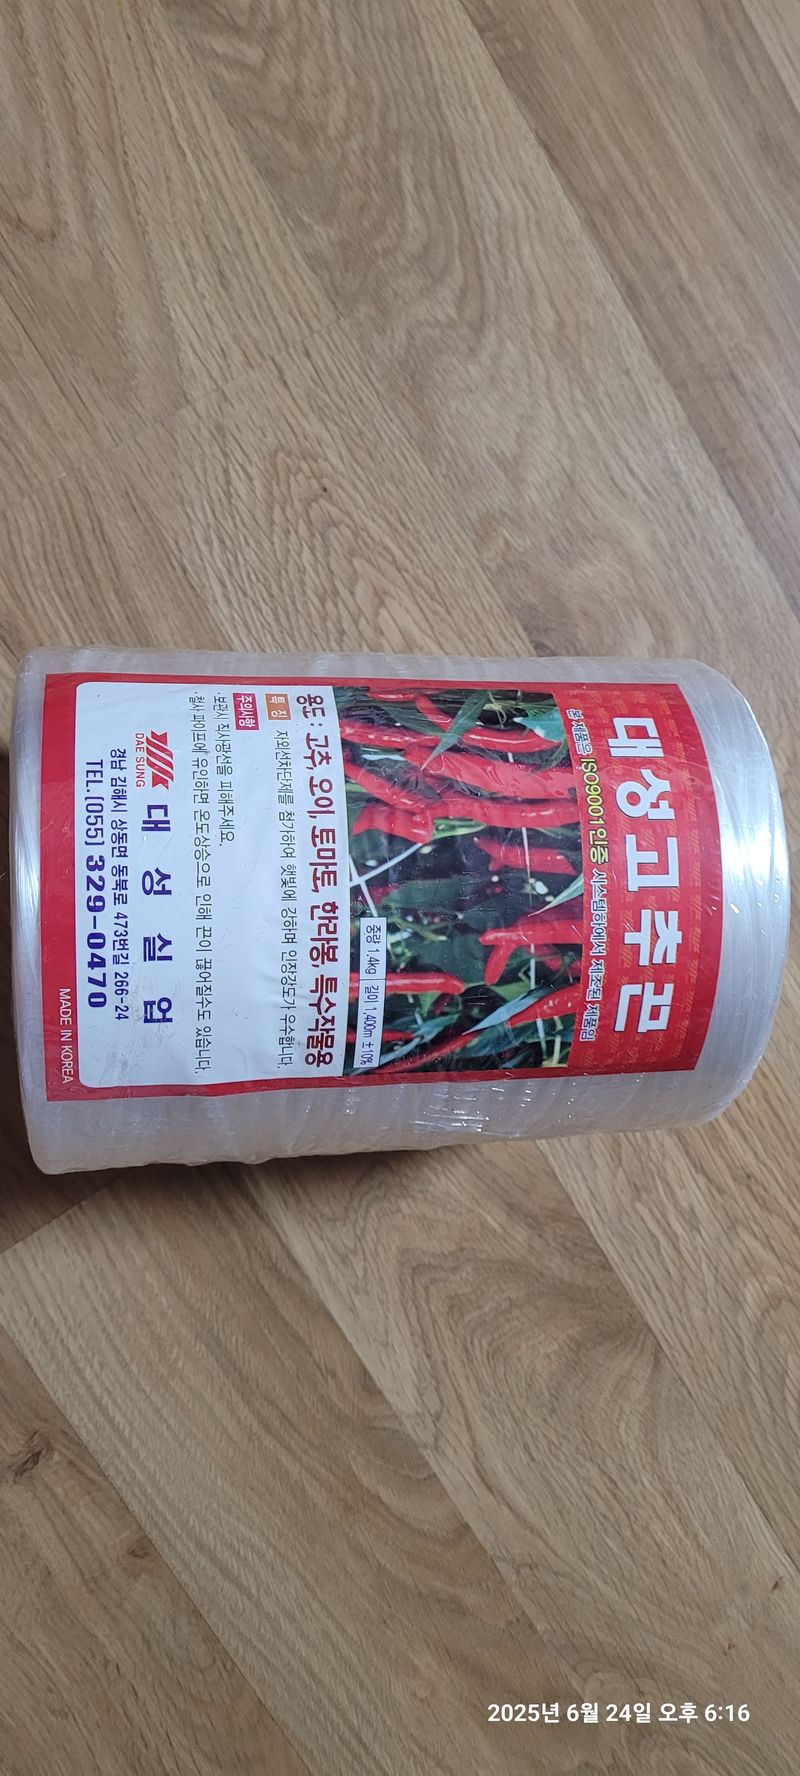 대성고추끈
본 제품은 ISO9001인증 시스템하에서 제조된 제품임
중량 1.4kg 길이 1,400m ±10%
용도 : 고추, 오이, 토마토, 한라봉, 특수작물용
특징 자외선차단제를 첨가하여 햇빛에 강하며 인장강도가 우수합니다.
주의사항
·보관시 직사광선을 피해주세요.
·철사 파이프에 유인하면 온도상승으로 인해 끈이 끊어질수도 있습니다.
DAE SUNG 대성실업
경남 김해시 상동면 동북로 473번길 266-24
TEL.(055) 329-0470
MADE IN KOREA
2025년 6월 24일 오후 6:16